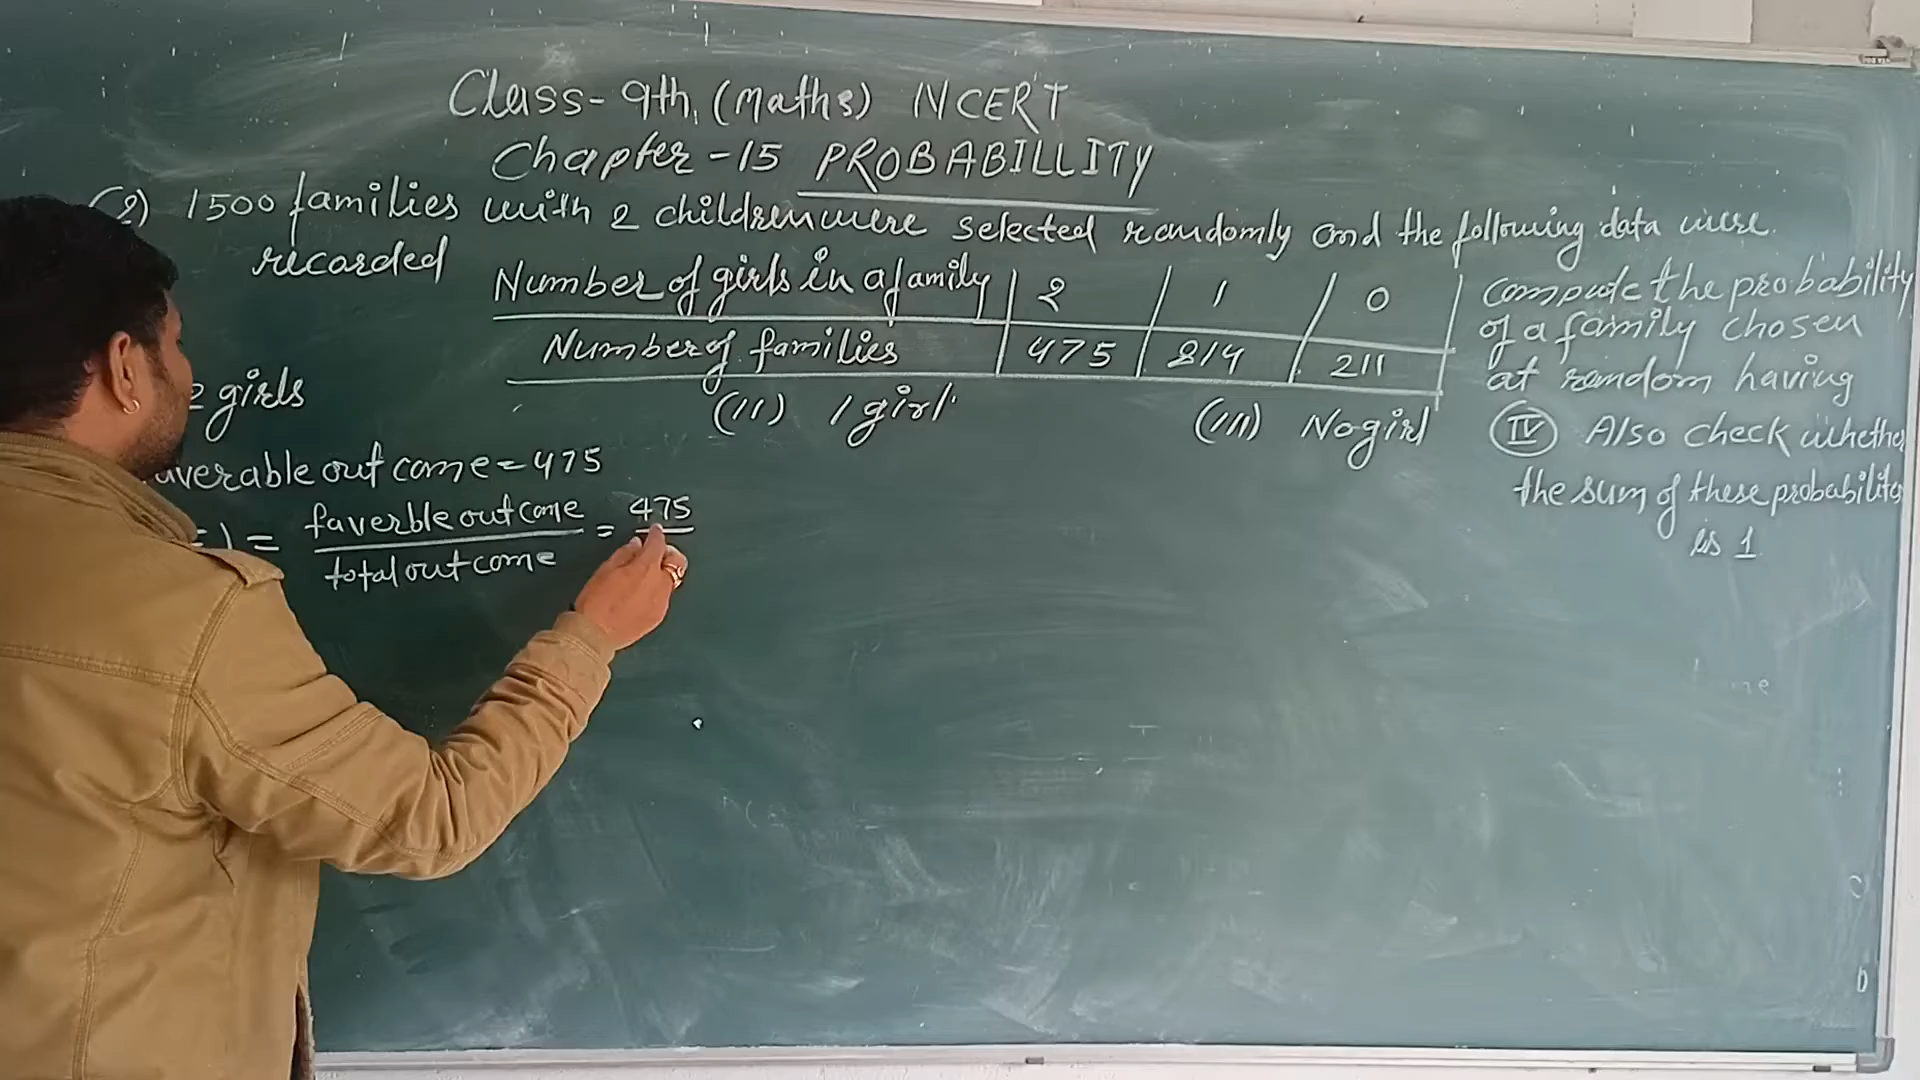 Class-9th, (Maths) NCERT
Chapter-15 PROBABILLITY
(2) 1500 families with 2 children were selected randomly and the following data were
recarded
Number of girls in a family 2 1 0
Number of families 475 814 211
Compute the probability
of a family chosen
at random having
2 girls (II) 1 girl (III) No girl
(IV) Also check whether
the sum of these probability
is 1
out come = 475
= faverble out come / total out come = 475